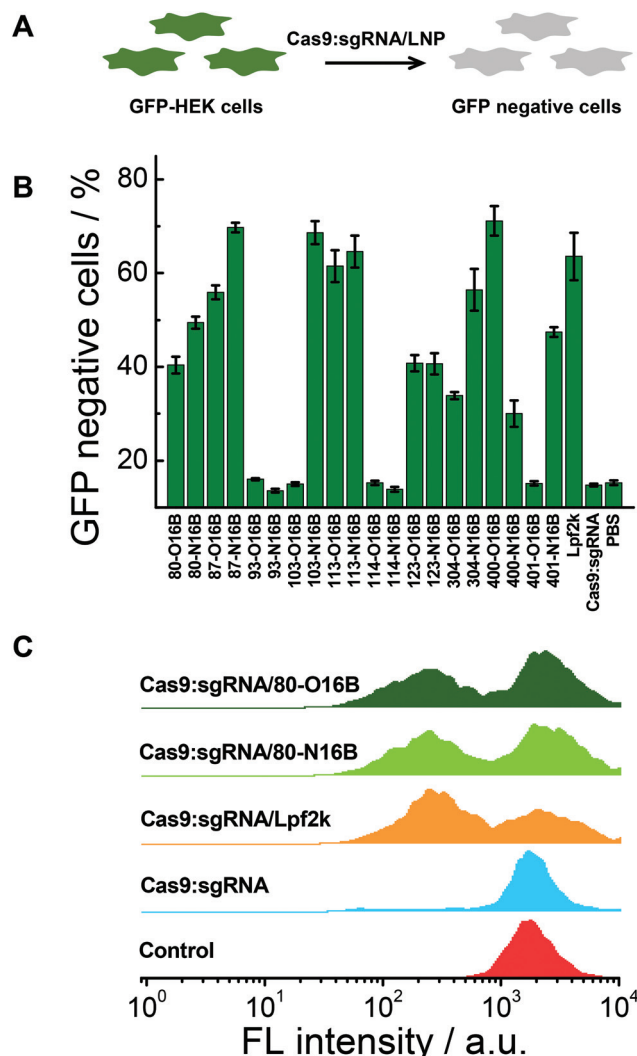 A
Cas9:sgRNA/LNP
GFP-HEK cells
GFP negative cells
B
GFP negative cells / %
80
60
40
20
80-O16B
80-N16B
87-O16B
87-N16B
93-O16B
93-N16B
103-O16B
103-N16B
113-O16B
113-N16B
114-O16B
114-N16B
123-O16B
123-N16B
304-O16B
304-N16B
400-O16B
400-N16B
401-O16B
401-N16B
Lpf2k
Cas9:sgRNA
PBS
C
Cas9:sgRNA/80-O16B
Cas9:sgRNA/80-N16B
Cas9:sgRNA/Lpf2k
Cas9:sgRNA
Control
10⁰ 10¹ 10² 10³ 10⁴
FL intensity / a.u.